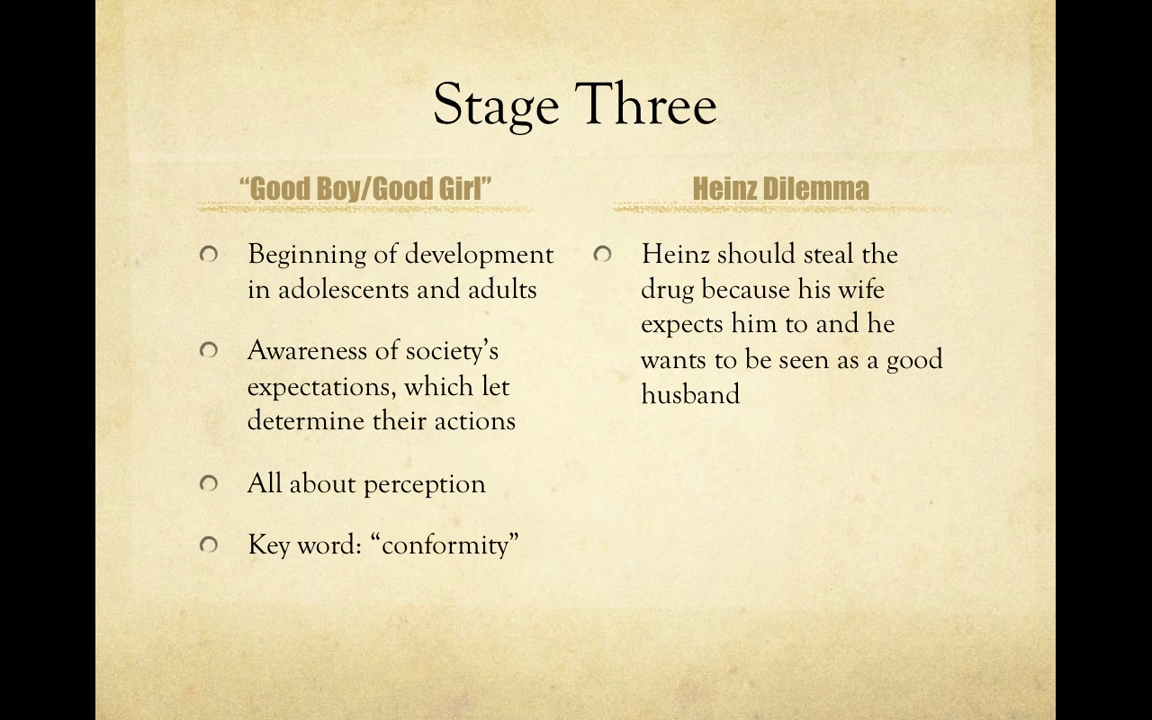 Stage Three
“Good Boy/Good Girl”
Beginning of development
in adolescents and adults
Awareness of society’s
expectations, which let
determine their actions
All about perception
Key word: “conformity”
Heinz Dilemma
Heinz should steal the
drug because his wife
expects him to and he
wants to be seen as a good
husband